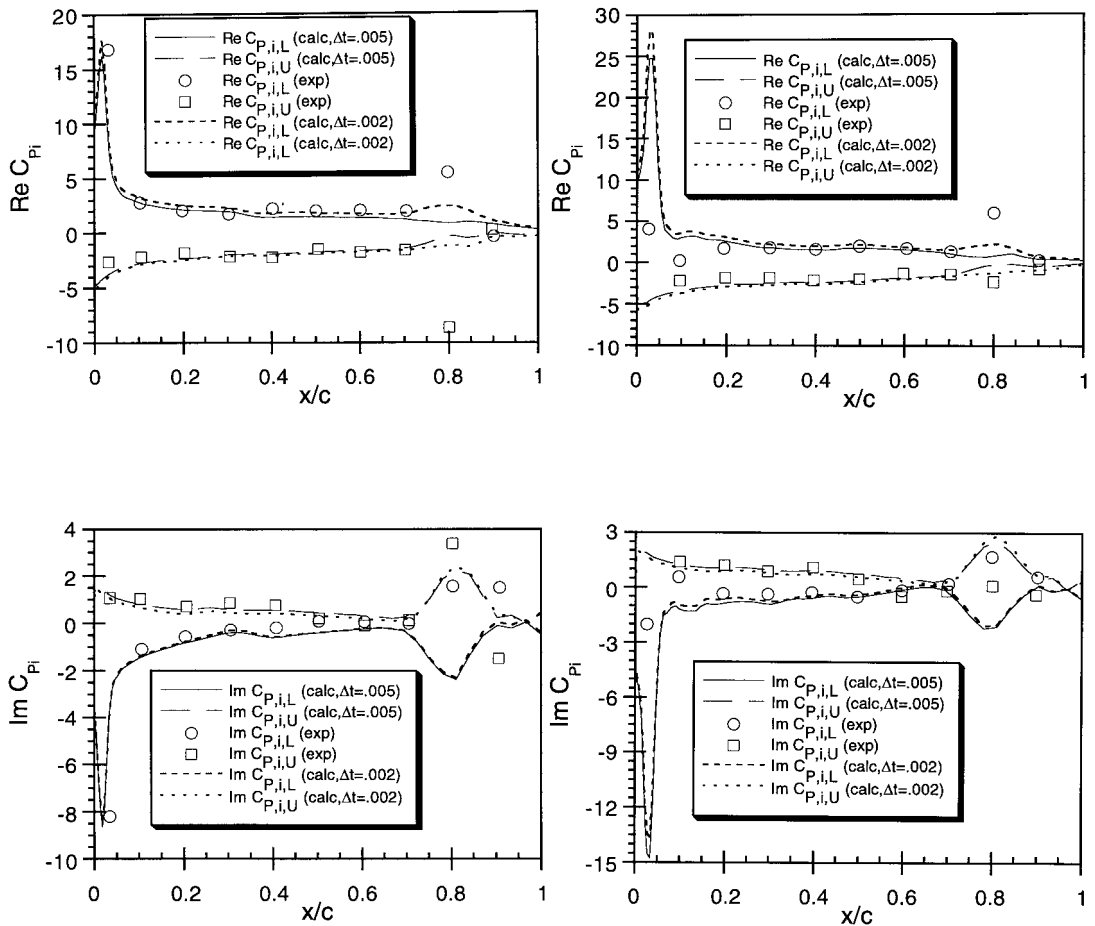 20
15
10
5
0
-5
-10
Re C_Pi
Re C_P,i,L (calc,Δt=.005)
Re C_P,i,U (calc,Δt=.005)
Re C_P,i,L (exp)
Re C_P,i,U (exp)
Re C_P,i,L (calc,Δt=.002)
Re C_P,i,U (calc,Δt=.002)
0 0.2 0.4 0.6 0.8 1
x/c
30
25
20
15
10
5
0
-5
-10
Re C_Pi
Re C_P,i,L (calc,Δt=.005)
Re C_P,i,U (calc,Δt=.005)
Re C_P,i,L (exp)
Re C_P,i,U (exp)
Re C_P,i,L (calc,Δt=.002)
Re C_P,i,U (calc,Δt=.002)
0 0.2 0.4 0.6 0.8 1
x/c
4
2
0
-2
-4
-6
-8
-10
Im C_Pi
Im C_P,i,L (calc,Δt=.005)
Im C_P,i,U (calc,Δt=.005)
Im C_P,i,L (exp)
Im C_P,i,U (exp)
Im C_P,i,L (calc,Δt=.002)
Im C_P,i,U (calc,Δt=.002)
0 0.2 0.4 0.6 0.8 1
x/c
3
0
-3
-6
-9
-12
-15
Im C_Pi
Im C_P,i,L (calc,Δt=.005)
Im C_P,i,U (calc,Δt=.005)
Im C_P,i,L (exp)
Im C_P,i,U (exp)
Im C_P,i,L (calc,Δt=.002)
Im C_P,i,U (calc,Δt=.002)
0 0.2 0.4 0.6 0.8 1
x/c